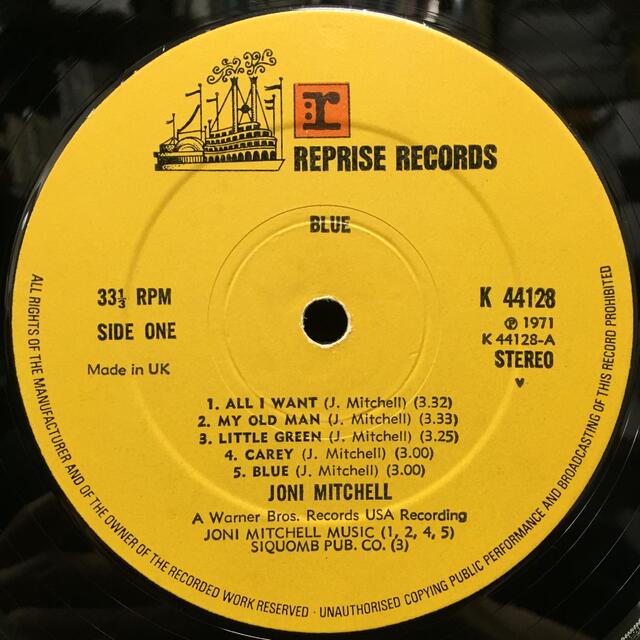 r
REPRISE RECORDS
BLUE
33⅓ RPM
SIDE ONE
Made in UK
K 44128
℗ 1971
K 44128-A
STEREO
1. ALL I WANT (J. Mitchell) (3.32)
2. MY OLD MAN (J. Mitchell) (3.33)
3. LITTLE GREEN (J. Mitchell) (3.25)
4. CAREY (J. Mitchell) (3.00)
5. BLUE (J. Mitchell) (3.00)
JONI MITCHELL
A Warner Bros. Records USA Recording
JONI MITCHELL MUSIC (1, 2, 4, 5)
SIQUOMB PUB. CO. (3)
ALL RIGHTS OF THE MANUFACTURER AND OF THE OWNER OF THE RECORDED WORK RESERVED · UNAUTHORISED COPYING PUBLIC PERFORMANCE AND BROADCASTING OF THIS RECORD PROHIBITED